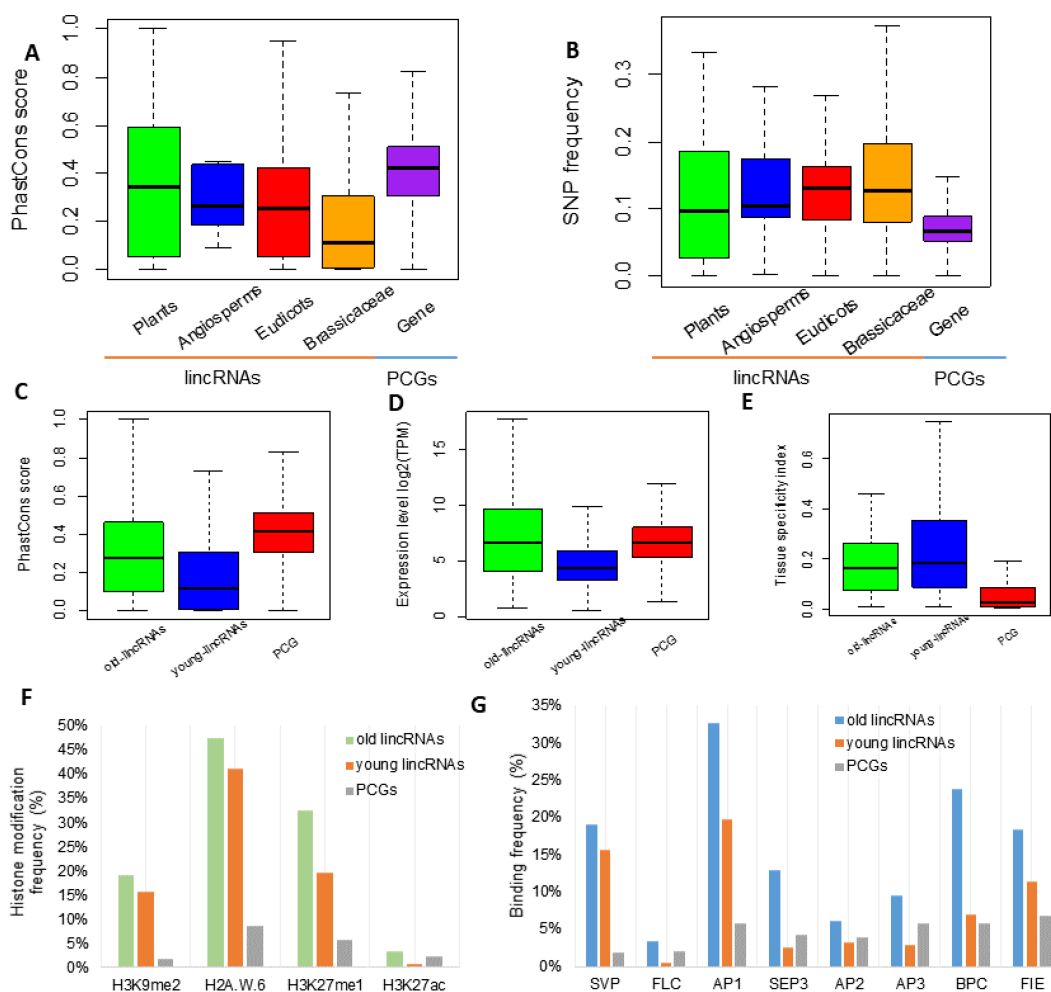 A
PhastCons score
0.0 0.2 0.4 0.6 0.8 1.0
Plants Angiosperms Eudicots Brassicaceae Gene
lincRNAs PCGs
B
SNP frequency
0.0 0.1 0.2 0.3
Plants Angiosperms Eudicots Brassicaceae Gene
lincRNAs PCGs
C
PhastCons score
0.0 0.2 0.4 0.6 0.8 1.0
old-lincRNAs young-lincRNAs PCG
D
Expression level log2(TPM)
0 5 10 15
old-lincRNAs young-lincRNAs PCG
E
Tissue specificity index
0.0 0.2 0.4 0.6
old-lincRNAs young-lincRNAs PCG
F
Histone modification
frequency (%)
50%
45%
40%
35%
30%
25%
20%
15%
10%
5%
0%
old lincRNAs
young lincRNAs
PCGs
H3K9me2 H2A.W.6 H3K27me1 H3K27ac
G
Binding frequency (%)
35%
30%
25%
20%
15%
10%
5%
0%
old lincRNAs
young lincRNAs
PCGs
SVP FLC AP1 SEP3 AP2 AP3 BPC FIE